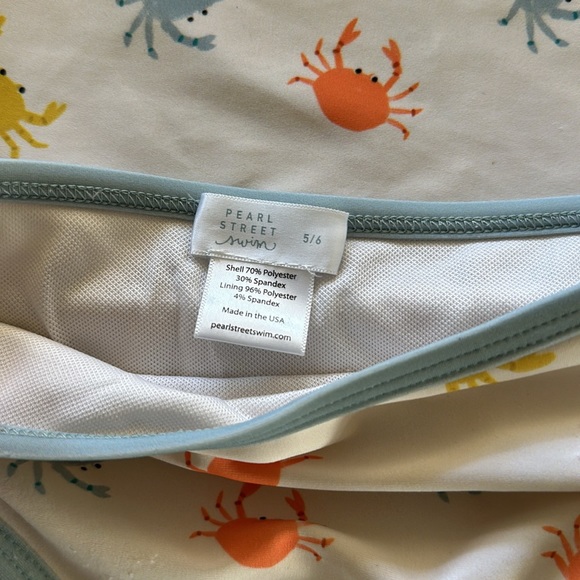 PEARL
STREET
swim 5/6
Shell 70% Polyester
30% Spandex
Lining 96% Polyester
4% Spandex
Made in the USA
pearlstreetswim.com